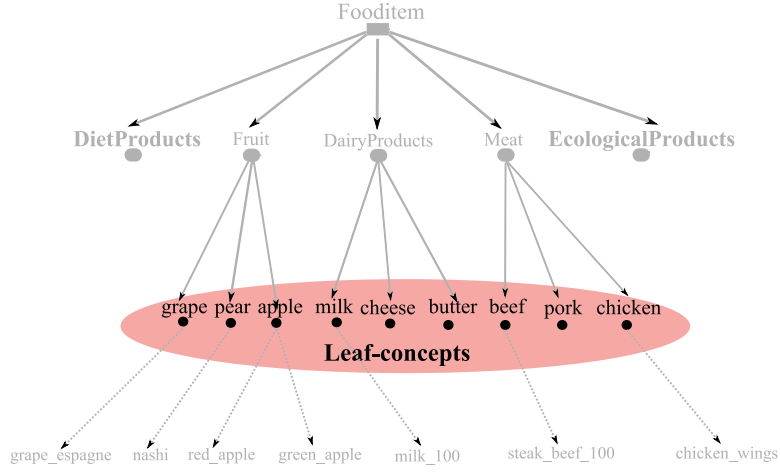 Fooditem
DietProducts Fruit DairyProducts Meat EcologicalProducts
grape pear apple milk cheese butter beef pork chicken
Leaf-concepts
grape_espagne nashi red_apple green_apple milk_100 steak_beef_100 chicken_wings